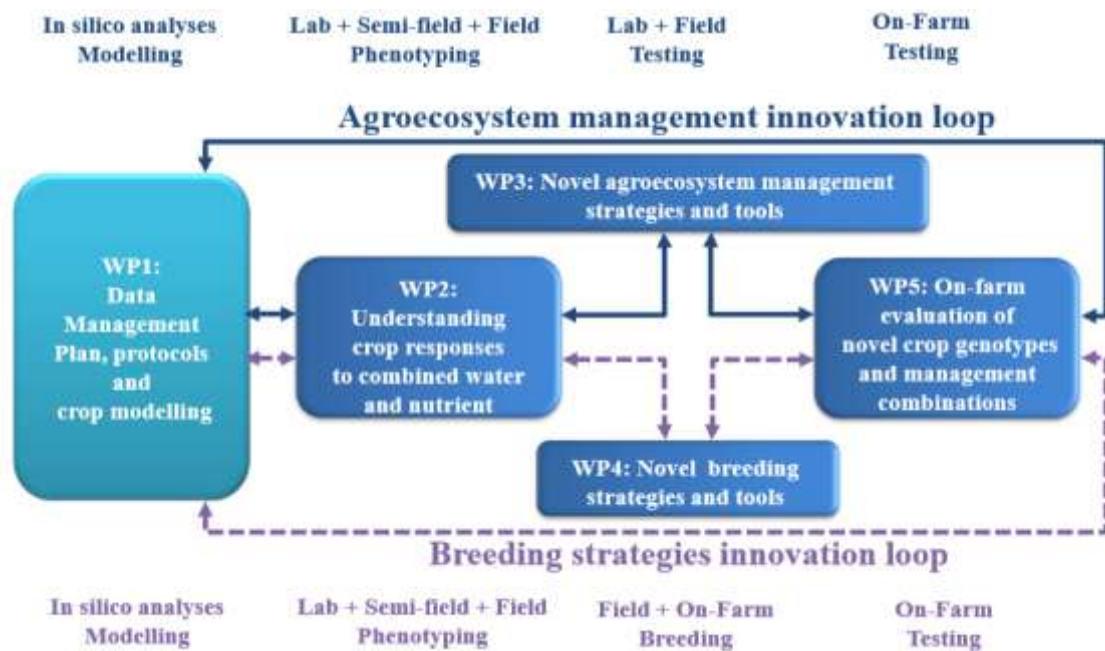 In silico analyses
Modelling
Lab + Semi-field + Field
Phenotyping
Lab + Field
Testing
On-Farm
Testing
Agroecosystem management innovation loop
WP3: Novel agroecosystem management
strategies and tools
WP1:
Data
Management
Plan, protocols
and
crop modelling
WP2:
Understanding
crop responses
to combined water
and nutrient
WP5: On-farm
evaluation of
novel crop genotypes
and management
combinations
WP4: Novel breeding
strategies and tools
Breeding strategies innovation loop
In silico analyses
Modelling
Lab + Semi-field + Field
Phenotyping
Field + On-Farm
Breeding
On-Farm
Testing